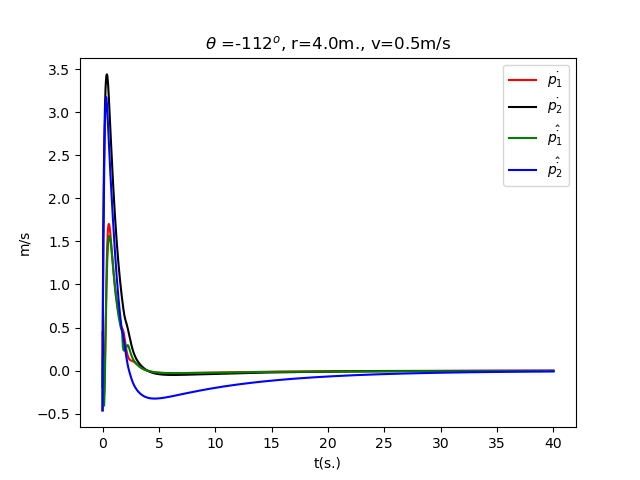 θ =-112°, r=4.0m., v=0.5m/s
3.5
3.0
2.5
2.0
1.5
1.0
0.5
0.0
−0.5
m/s
0 5 10 15 20 25 30 35 40
t(s.)
ṗ₁
ṗ₂
p̂̇₁
p̂̇₂